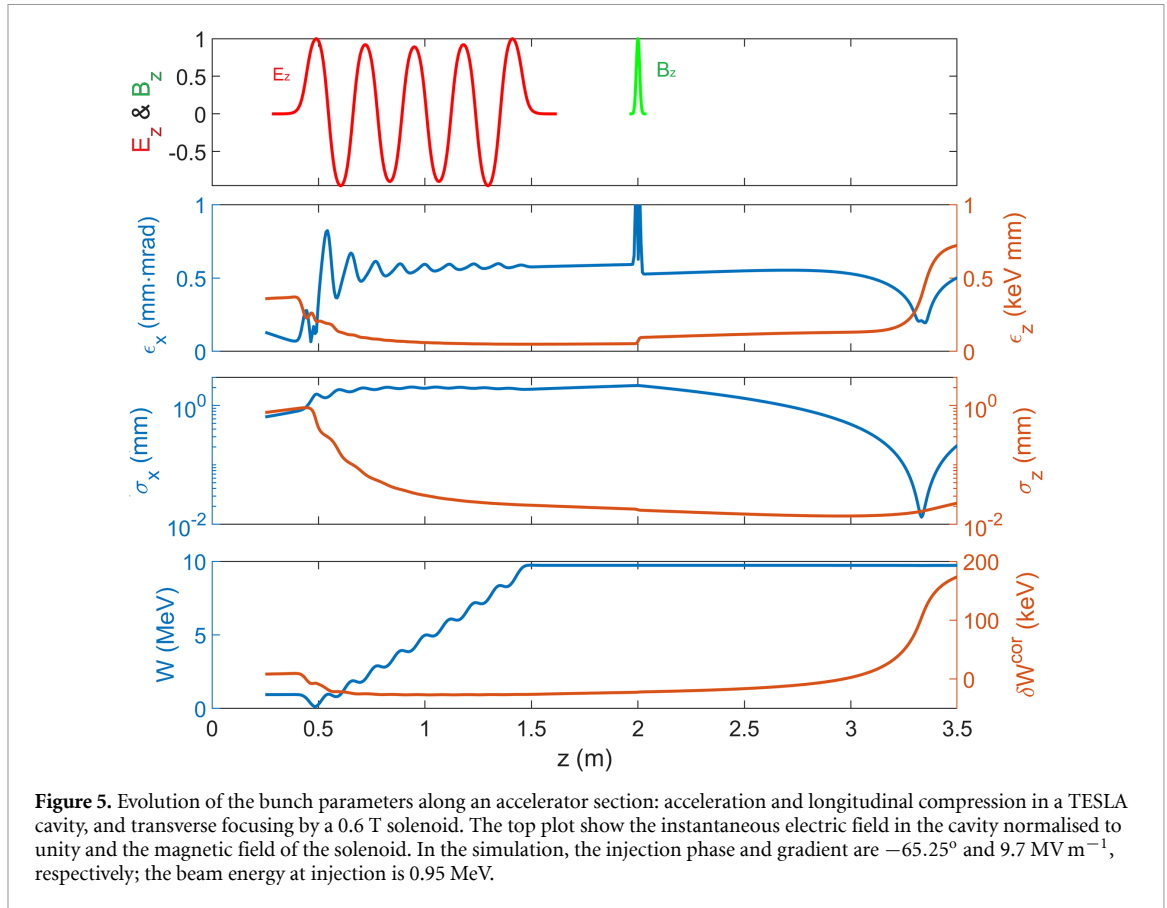 E_z & B_z
1
0.5
0
-0.5
E_z
B_z
ϵ_x (mm·mrad)
1
0.5
0
1
0.5
0
ϵ_z (keV mm)
σ_x (mm)
10^0
10^-2
10^0
10^-2
σ_z (mm)
W (MeV)
10
5
0
200
100
0
δW^cor (keV)
0 0.5 1 1.5 2 2.5 3 3.5
z (m)
Figure 5. Evolution of the bunch parameters along an accelerator section: acceleration and longitudinal compression in a TESLA
cavity, and transverse focusing by a 0.6 T solenoid. The top plot show the instantaneous electric field in the cavity normalised to
unity and the magnetic field of the solenoid. In the simulation, the injection phase and gradient are −65.25° and 9.7 MV m^−1,
respectively; the beam energy at injection is 0.95 MeV.